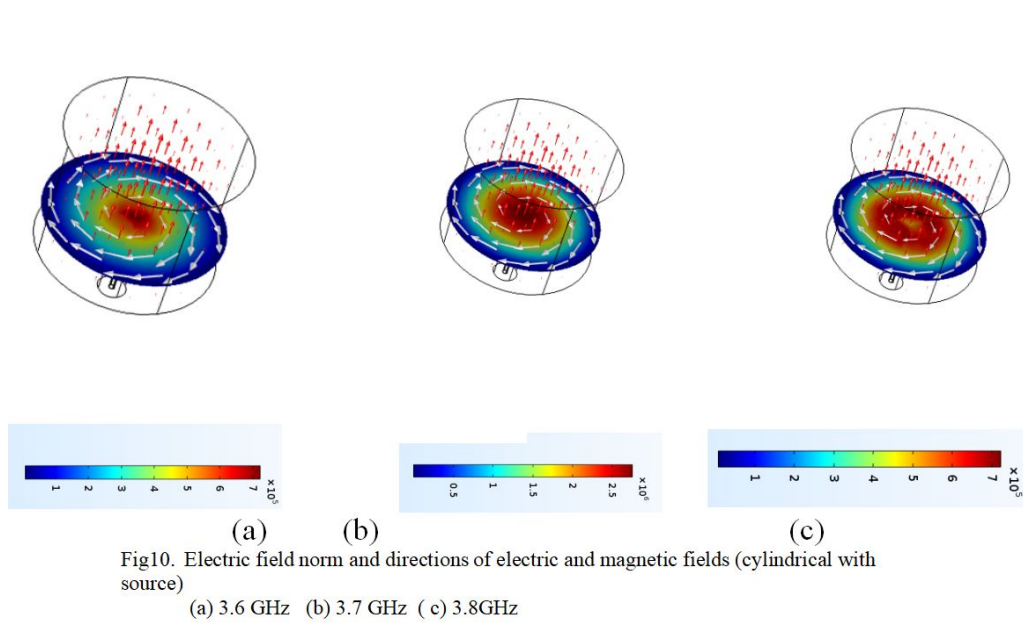 1 2 3 4 5 6 7 ×10⁵
0.5 1 1.5 2 2.5 ×10⁶
1 2 3 4 5 6 7 ×10⁵
(a) (b) (c)
Fig10. Electric field norm and directions of electric and magnetic fields (cylindrical with
source)
(a) 3.6 GHz (b) 3.7 GHz ( c) 3.8GHz